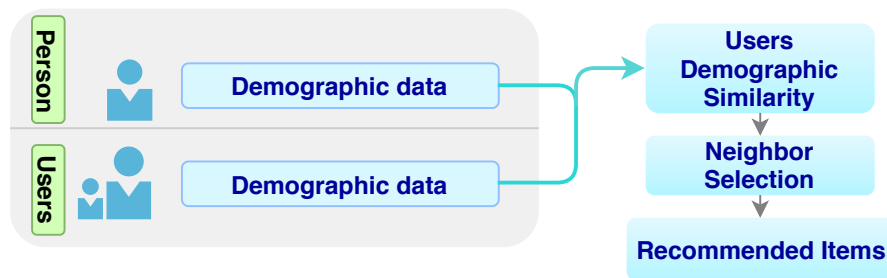 Person
Demographic data
Users
Demographic data
Users
Demographic
Similarity
Neighbor
Selection
Recommended Items